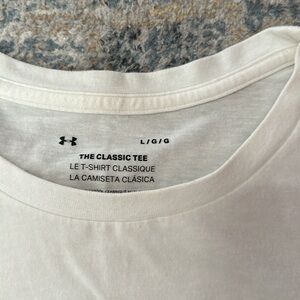 L/G/G
THE CLASSIC TEE
LE T-SHIRT CLASSIQUE
LA CAMISETA CLÁSICA